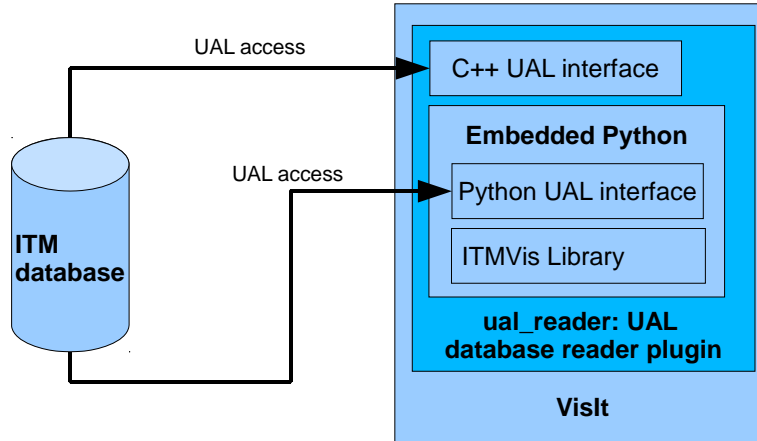 UAL access
C++ UAL interface
Embedded Python
UAL access
Python UAL interface
ITM
database
ITMVis Library
ual_reader: UAL
database reader plugin
VisIt